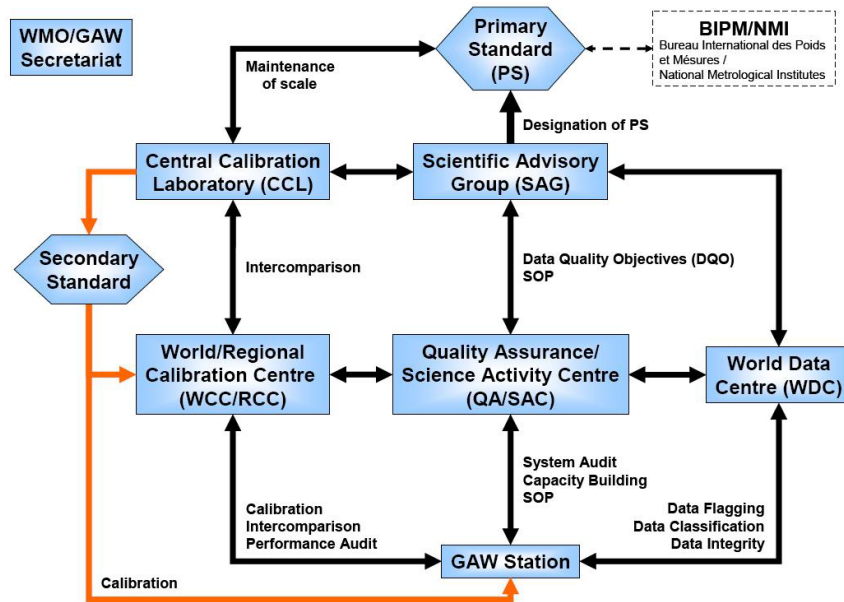 WMO/GAW
Secretariat
Primary
Standard
(PS)
BIPM/NMI
Bureau International des Poids
et Mésures /
National Metrological Institutes
Maintenance
of scale
Designation of PS
Central Calibration
Laboratory (CCL)
Scientific Advisory
Group (SAG)
Secondary
Standard
Intercomparison
Data Quality Objectives (DQO)
SOP
World/Regional
Calibration Centre
(WCC/RCC)
Quality Assurance/
Science Activity Centre
(QA/SAC)
World Data
Centre (WDC)
System Audit
Capacity Building
SOP
Calibration
Intercomparison
Performance Audit
Data Flagging
Data Classification
Data Integrity
GAW Station
Calibration